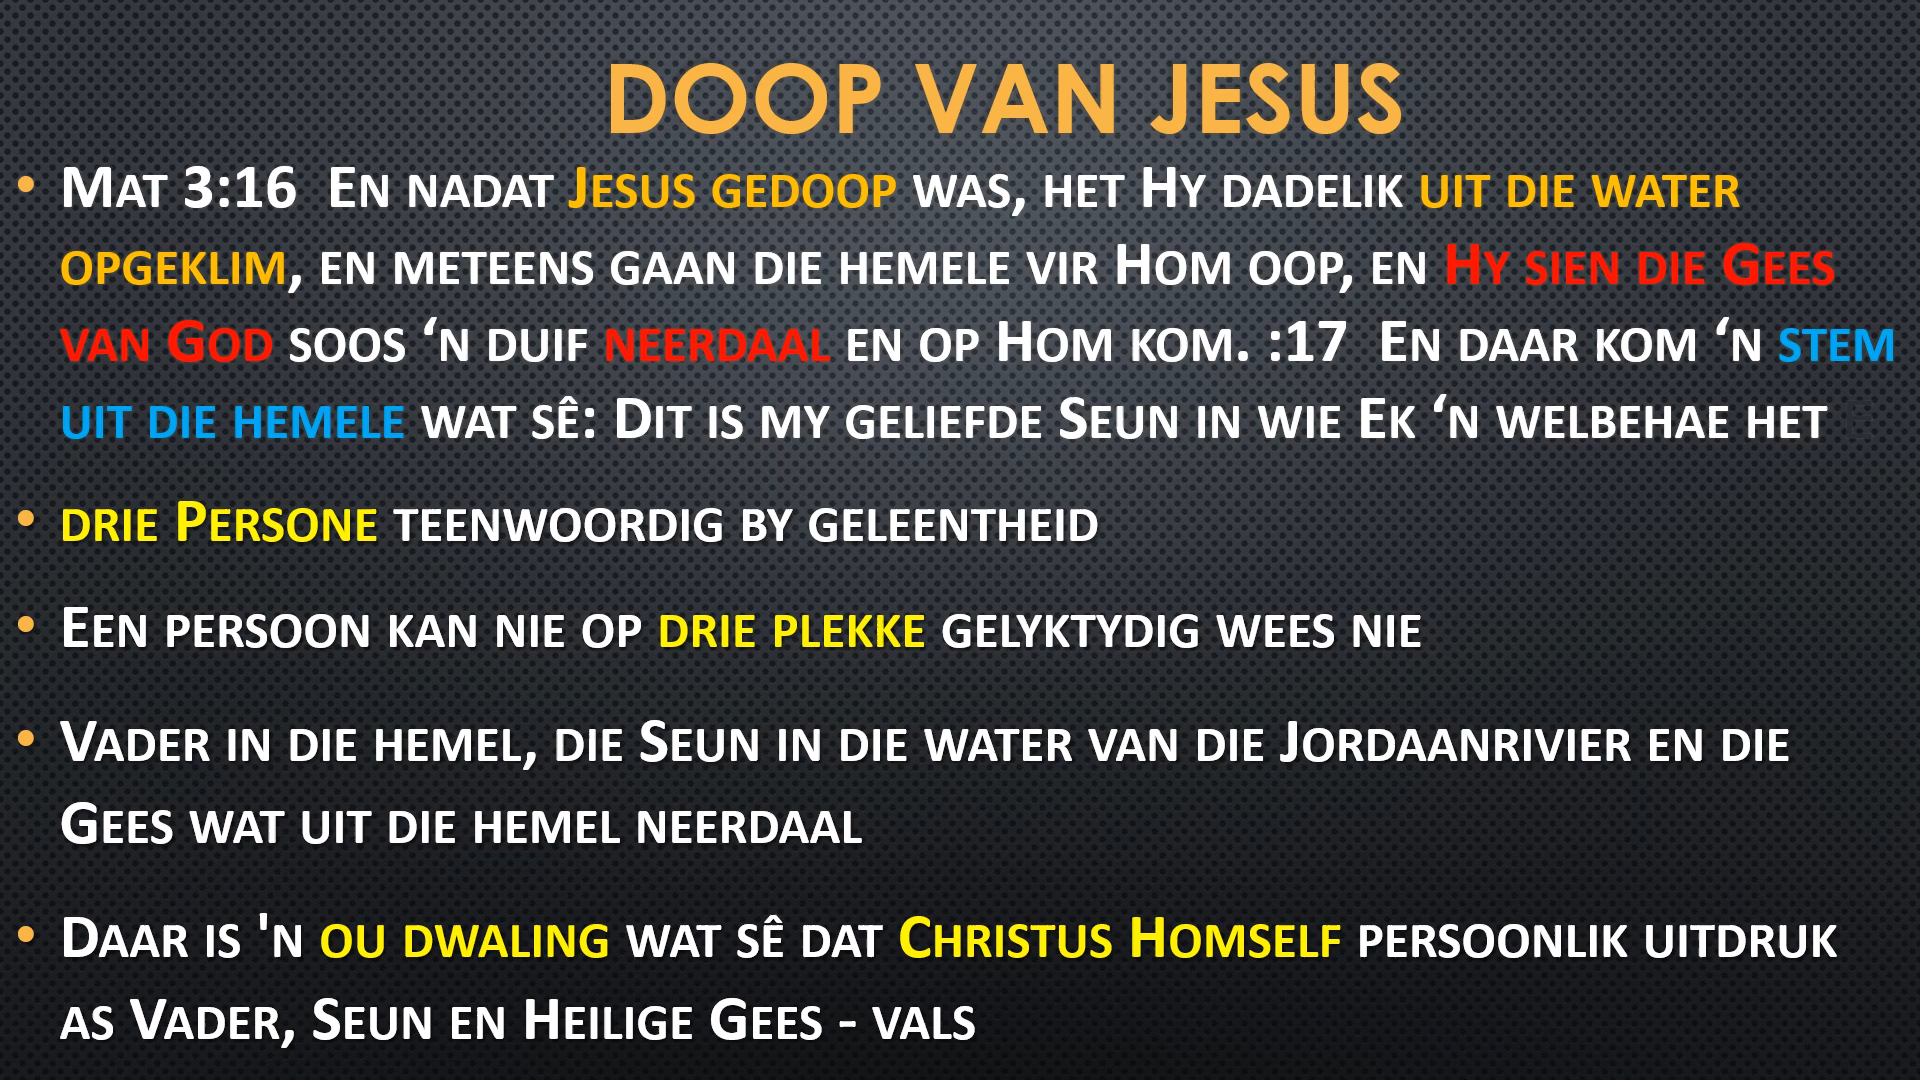 DOOP VAN JESUS
• Mat 3:16  En nadat Jesus gedoop was, het Hy dadelik uit die water
opgeklim, en meteens gaan die hemele vir Hom oop, en Hy sien die Gees
van God soos ‘n duif neerdaal en op Hom kom. :17  En daar kom ‘n stem
uit die hemele wat sê: Dit is my geliefde Seun in wie Ek ‘n welbehae het
• drie Persone teenwoordig by geleentheid
• Een persoon kan nie op drie plekke gelyktydig wees nie
• Vader in die hemel, die Seun in die water van die Jordaanrivier en die
Gees wat uit die hemel neerdaal
• Daar is 'n ou dwaling wat sê dat Christus Homself persoonlik uitdruk
as Vader, Seun en Heilige Gees - vals